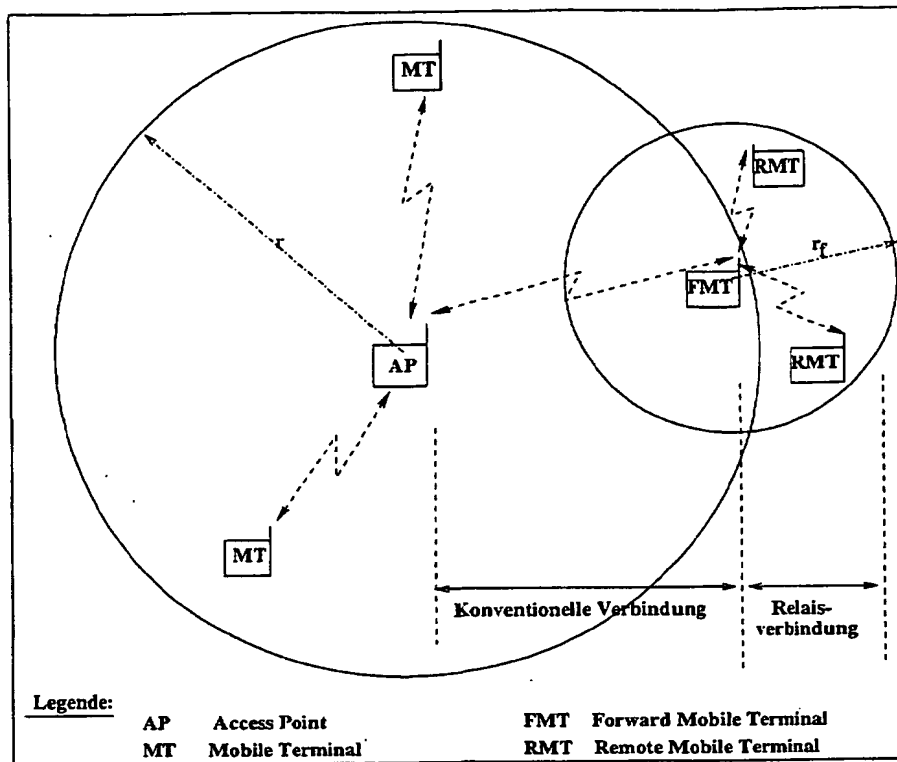 MT
RMT
r
r_f
FMT
AP
RMT
MT
Konventionelle Verbindung
Relais-
verbindung
Legende:
AP Access Point
FMT Forward Mobile Terminal
MT Mobile Terminal
RMT Remote Mobile Terminal